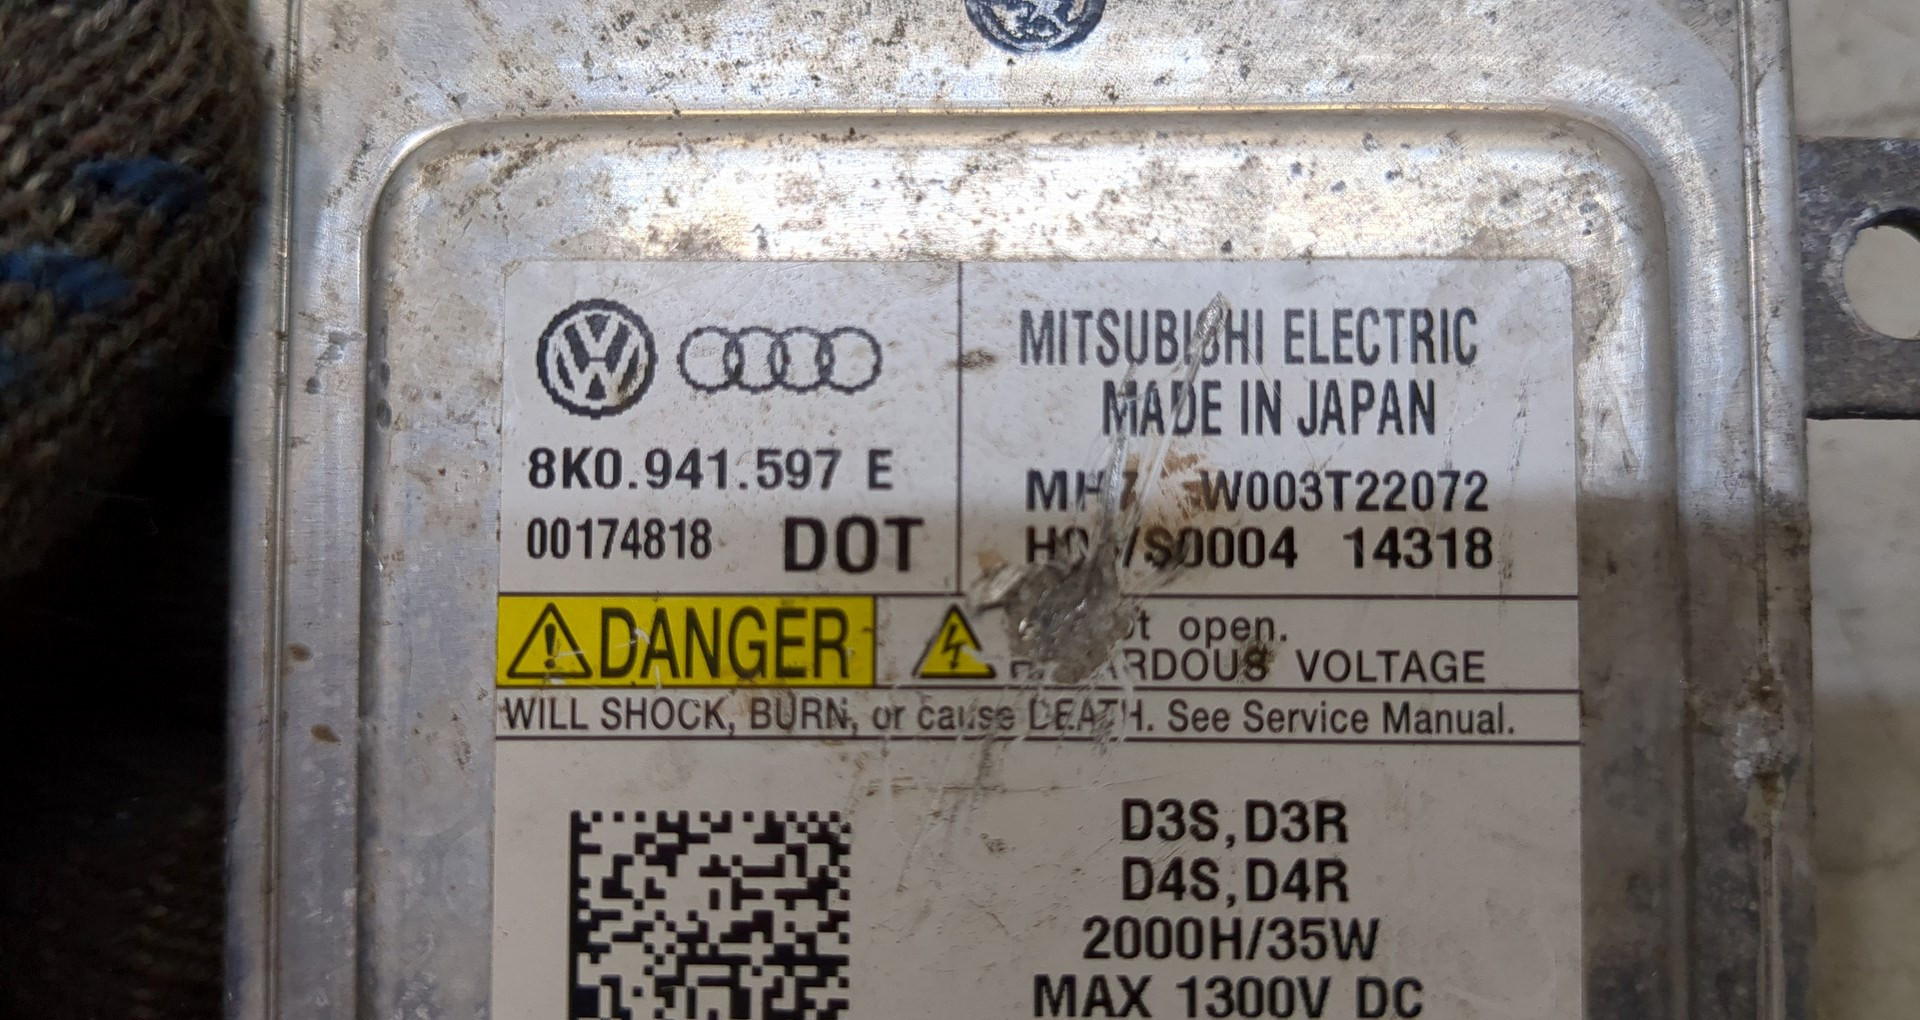 8K0.941.597 E
00174818 DOT
MITSUBISHI ELECTRIC
MADE IN JAPAN
W003T22072
14318
DANGER
open.
VOLTAGE
WILL SHOCK, BURN, or cause DEATH. See Service Manual.
D3S,D3R
D4S,D4R
2000H/35W
MAX 1300V DC